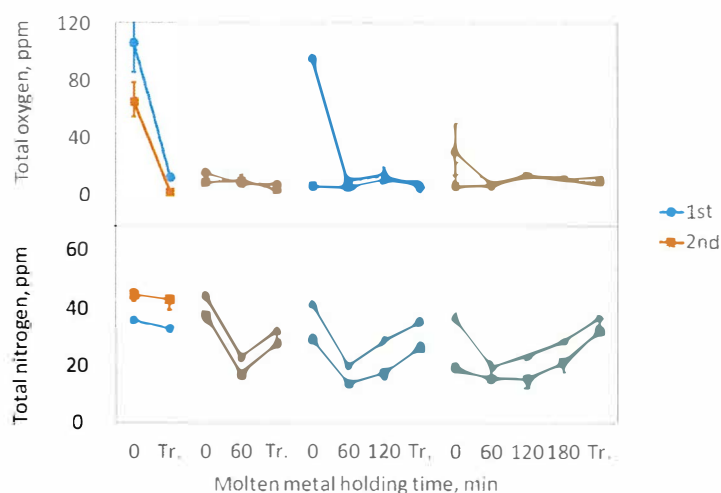 Total oxygen, ppm
120
80
40
0
Total nitrogen, ppm
60
40
20
0
1st
2nd
0 Tr. 0 60 Tr. 0 60 120 Tr. 0 60 120 180 Tr.
Molten metal holding time, min